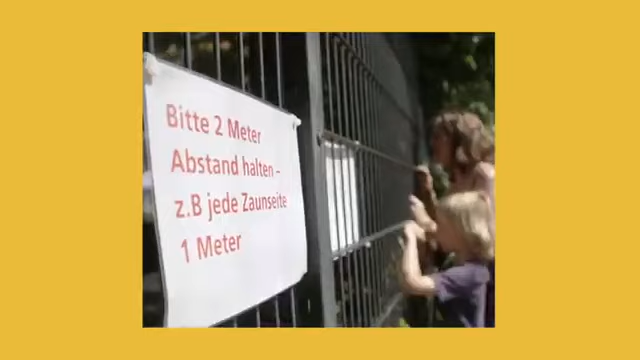 Bitte 2 Meter
Abstand halten –
z.B jede Zaunseite
1 Meter